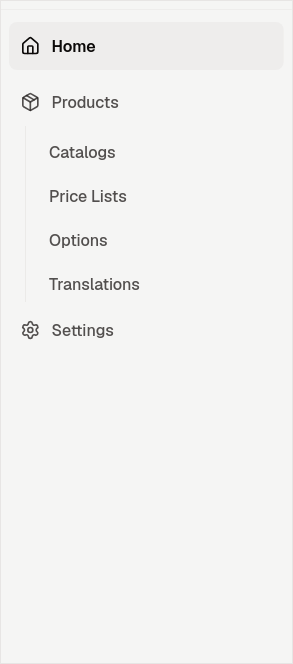 Home
Products
Catalogs
Price Lists
Options
Translations
Settings